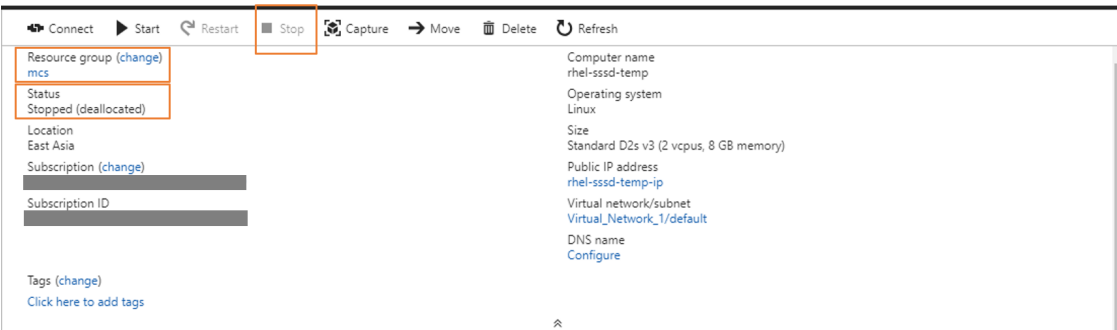 Connect Start Restart Stop Capture Move Delete Refresh
Resource group (change)
mcs
Status
Stopped (deallocated)
Location
East Asia
Subscription (change)
Subscription ID
Tags (change)
Click here to add tags
Computer name
rhel-sssd-temp
Operating system
Linux
Size
Standard D2s v3 (2 vcpus, 8 GB memory)
Public IP address
rhel-sssd-temp-ip
Virtual network/subnet
Virtual_Network_1/default
DNS name
Configure